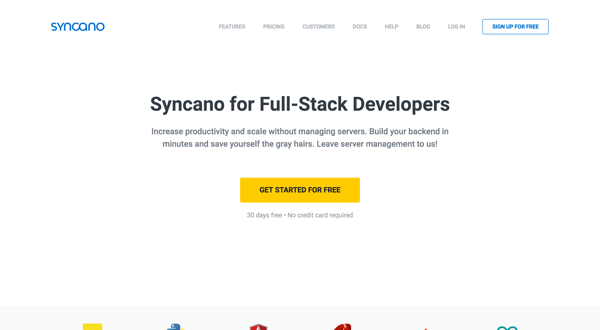 SYNCANO
FEATURES
PRICING
CUSTOMERS
DOCS
HELP
BLOG
LOG IN
SIGN UP FOR FREE
Syncano for Full-Stack Developers
Increase productivity and scale without managing servers. Build your backend in
minutes and save yourself the gray hairs. Leave server management to us!
GET STARTED FOR FREE
30 days free • No credit card required